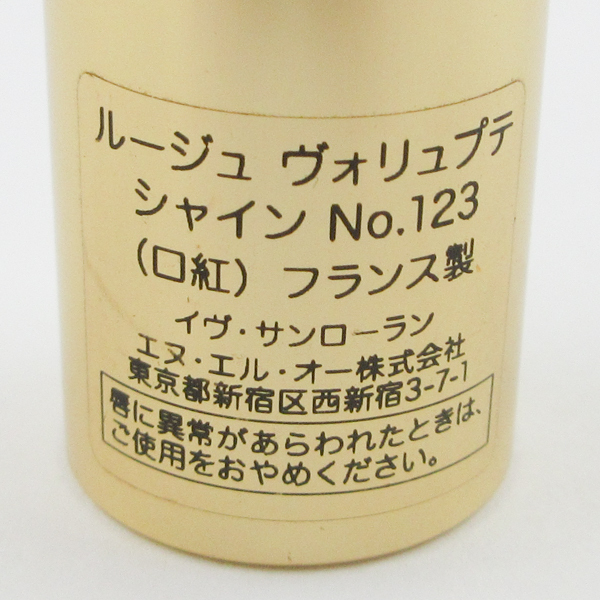 ルージュ ヴォリュプテ
シャイン No.123
（口紅）フランス製
イヴ・サンローラン
エヌ・エル・オー株式会社
東京都新宿区西新宿3-7-1
唇に異常があらわれたときは、
ご使用をおやめください。